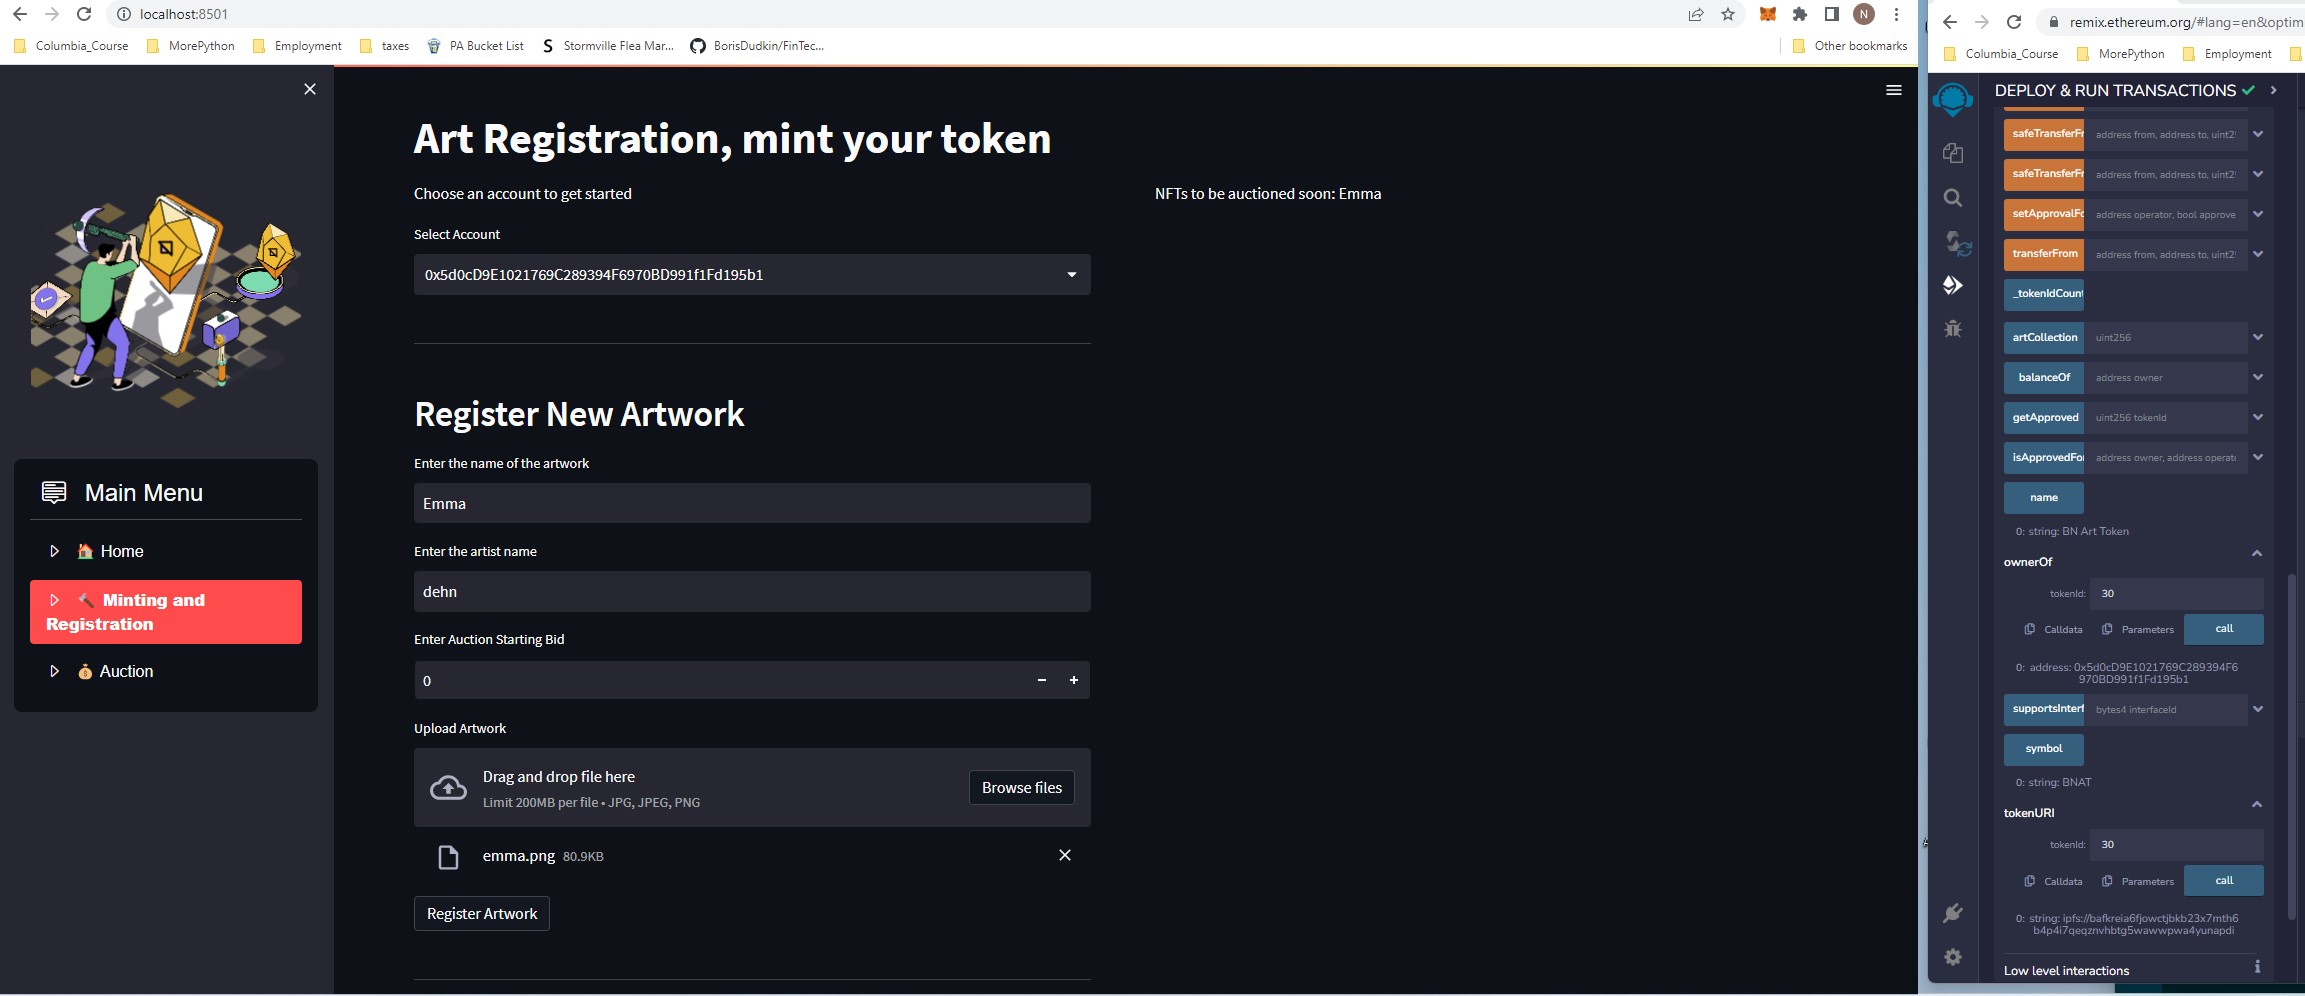 localhost:8501
N
Columbia_Course
MorePython
Employment
taxes
PA Bucket List
S Stormville Flea Mar...
BorisDudkin/FinTec...
Other bookmarks
Main Menu
Home
Minting and
Registration
Auction
Art Registration, mint your token
Choose an account to get started
NFTs to be auctioned soon: Emma
Select Account
0x5d0cD9E1021769C289394F6970BD991f1Fd195b1
Register New Artwork
Enter the name of the artwork
Emma
Enter the artist name
dehn
Enter Auction Starting Bid
0
− +
Upload Artwork
Drag and drop file here
Limit 200MB per file • JPG, JPEG, PNG
Browse files
emma.png 80.9KB
Register Artwork
remix.ethereum.org/#lang=en&optim
Columbia_Course
MorePython
Employment
DEPLOY & RUN TRANSACTIONS
safeTransferFr address from, address to, uint2
safeTransferFr address from, address to, uint2
setApprovalFo address operator, bool approve
transferFrom address from, address to, uint2
_tokenIdCount
artCollection uint256
balanceOf address owner
getApproved uint256 tokenId
isApprovedFor address owner, address operato
name
0: string: BN Art Token
ownerOf
tokenId: 30
Calldata Parameters call
0: address: 0x5d0cD9E1021769C289394F6
970BD991f1Fd195b1
supportsInterf bytes4 interfaceId
symbol
0: string: BNAT
tokenURI
tokenId: 30
Calldata Parameters call
0: string: ipfs://bafkreia6fjowctjbkb23x7mth6
b4p4i7qeqznvhbtg5wawwpwa4yunapdi
Low level interactions